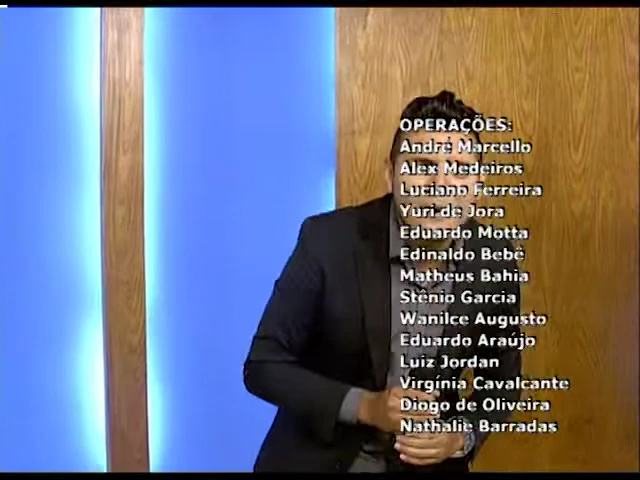 OPERAÇÕES:
André Marcello
Alex Medeiros
Luciano Ferreira
Yuri de Jora
Eduardo Motta
Edinaldo Bebê
Matheus Bahia
Stênio Garcia
Wanilce Augusto
Eduardo Araújo
Luiz Jordan
Virgínia Cavalcante
Diogo de Oliveira
Nathalie Barradas